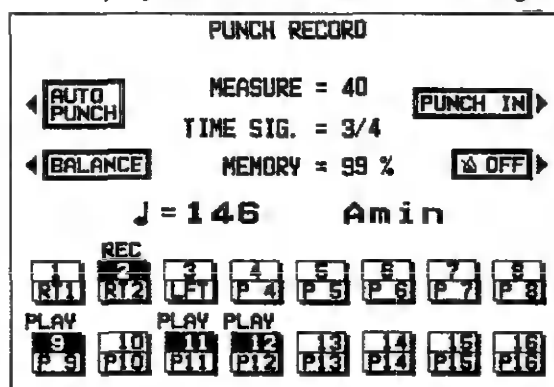 PUNCH RECORD
AUTO PUNCH
MEASURE = 40
PUNCH IN
TIME SIG. = 3/4
BALANCE
MEMORY = 99 %
OFF
♩=146 Amin
REC
1 2 3 4 5 6 7 8
RT1 RT2 LFT P 4 P 5 P 6 P 7 P 8
PLAY PLAY PLAY
9 10 11 12 13 14 15 16
P 9 P10 P11 P12 P13 P14 P15 P16